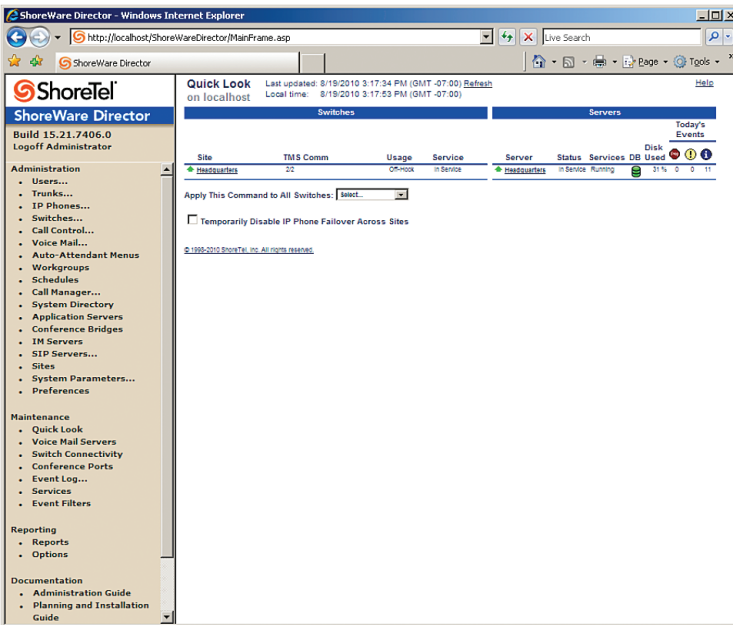 ShoreWare Director - Windows Internet Explorer
http://localhost/ShoreWareDirector/MainFrame.asp
Live Search
ShoreWare Director
Page
Tools
ShoreTel
ShoreWare Director
Build 15.21.7406.0
Logoff Administrator
Administration
Users...
Trunks...
IP Phones...
Switches...
Call Control...
Voice Mail...
Auto-Attendant Menus
Workgroups
Schedules
Call Manager...
System Directory
Application Servers
Conference Bridges
IM Servers
SIP Servers...
Sites
System Parameters...
Preferences
Maintenance
Quick Look
Voice Mail Servers
Switch Connectivity
Conference Ports
Event Log...
Services
Event Filters
Reporting
Reports
Options
Documentation
Administration Guide
Planning and Installation
Guide
Quick Look
on localhost
Last updated: 8/19/2010 3:17:34 PM (GMT -07:00) Refresh
Local time: 8/19/2010 3:17:53 PM (GMT -07:00)
Help
Switches
Servers
Today's
Events
Site TMS Comm Usage Service
Server Status Services DB Disk Used
Headquarters 2/2 Off-Hook In Service
Headquarters In Service Running 31 % 0 0 11
Apply This Command to All Switches: Select...
Temporarily Disable IP Phone Failover Across Sites
© 1998-2010 ShoreTel, Inc. All rights reserved.